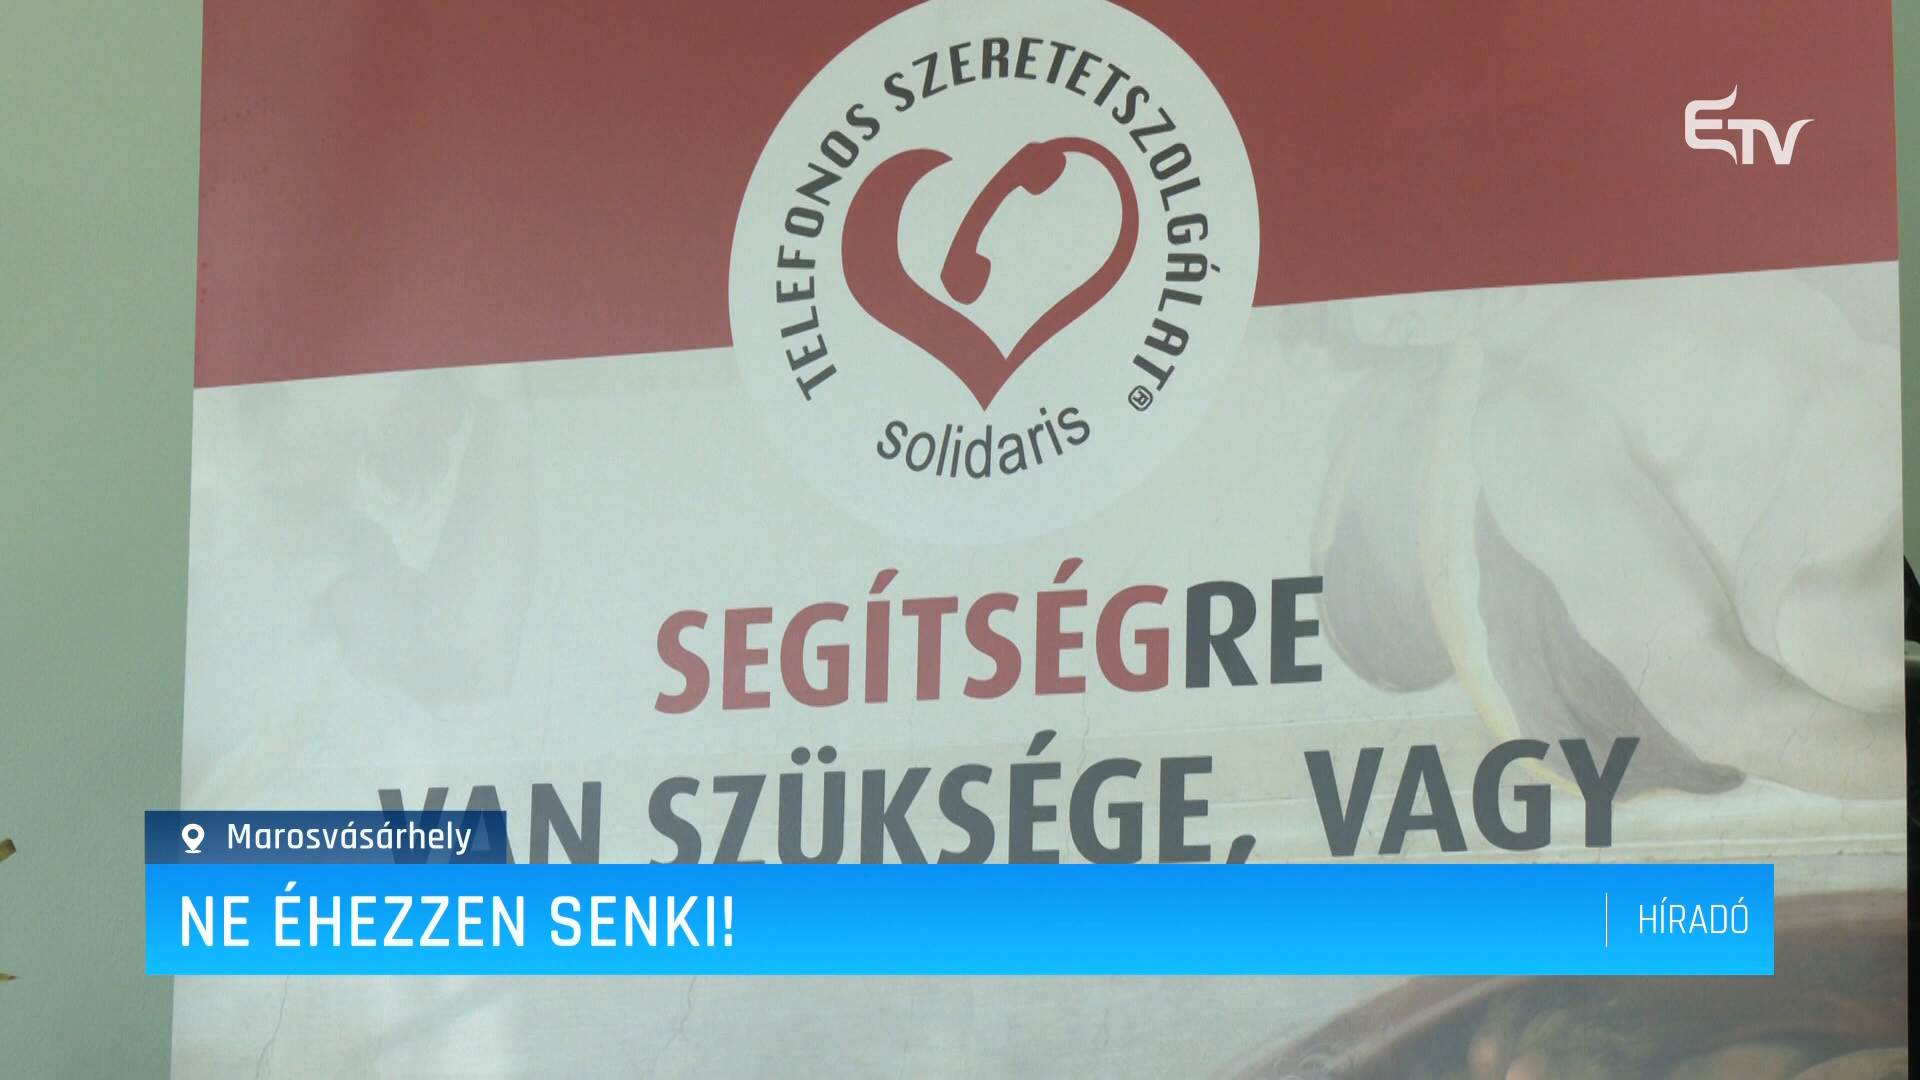 TELEFONOS SZERETETSZOLGÁLAT®
ETV
solidaris
SEGÍTSÉGRE
VAN SZÜKSÉGE, VAGY
Marosvásárhely
NE ÉHEZZEN SENKI!
HÍRADÓ